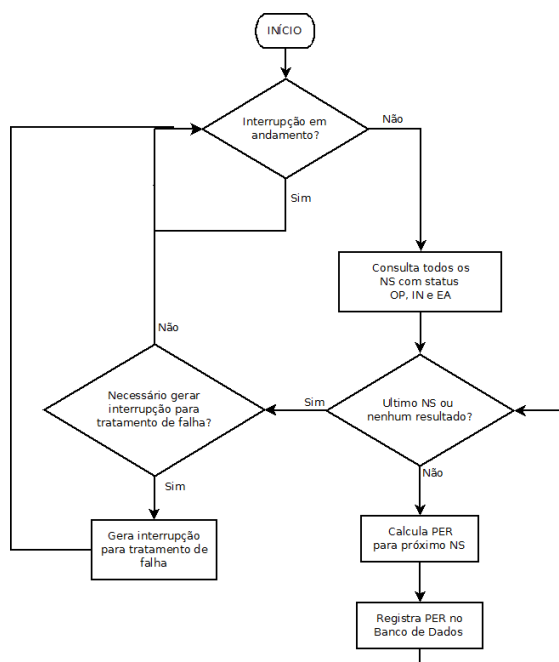 INÍCIO
Interrupção em
andamento?
Não
Sim
Consulta todos os
NS com status
OP, IN e EA
Não
Necessário gerar
interrupção para
tratamento de falha?
Sim
Ultimo NS ou
nenhum resultado?
Sim
Não
Gera interrupção
para tratamento de
falha
Calcula PER
para próximo NS
Registra PER no
Banco de Dados